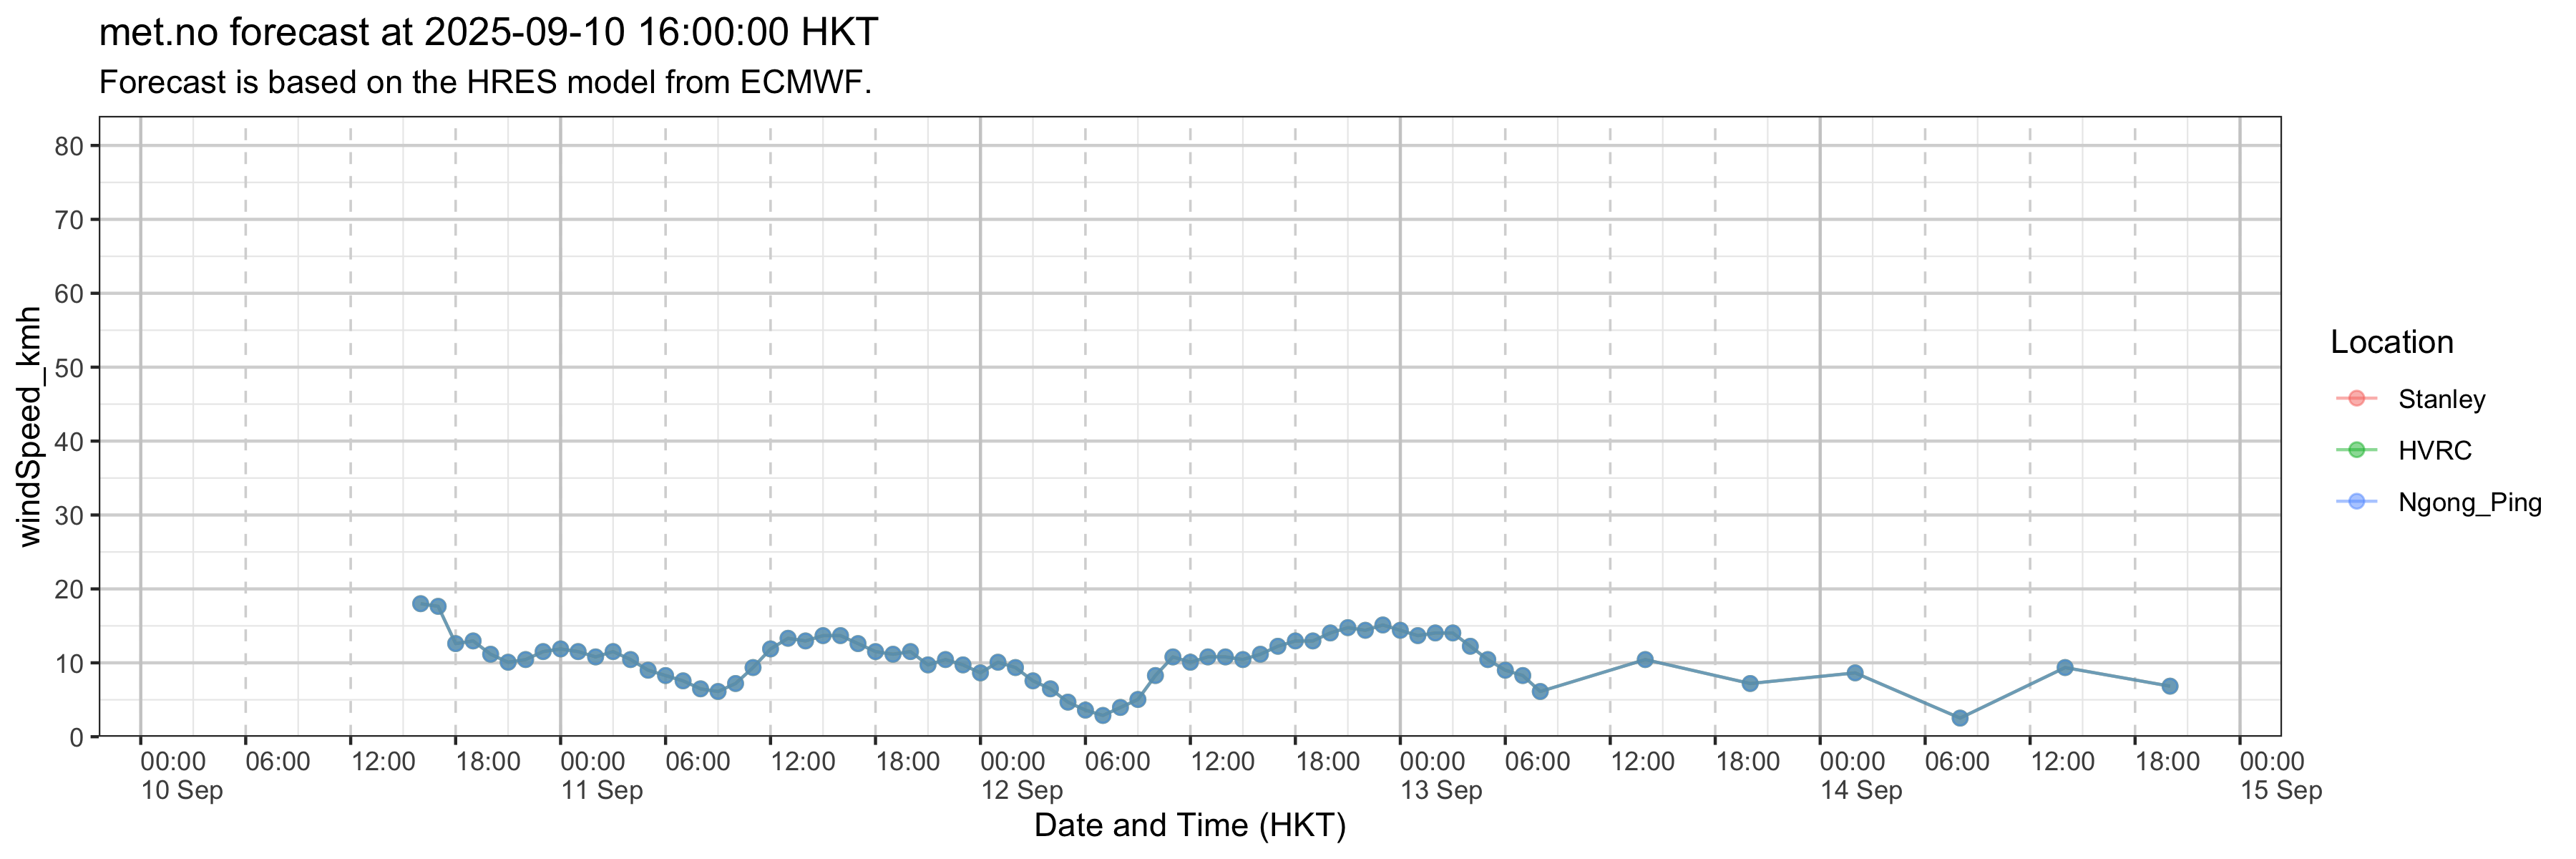 met.no forecast at 2025-09-10 16:00:00 HKT
Forecast is based on the HRES model from ECMWF.
windSpeed_kmh
80
70
60
50
40
30
20
10
0
00:00 06:00 12:00 18:00 00:00 06:00 12:00 18:00 00:00 06:00 12:00 18:00 00:00 06:00 12:00 18:00 00:00 06:00 12:00 18:00 00:00
10 Sep 11 Sep 12 Sep 13 Sep 14 Sep 15 Sep
Date and Time (HKT)
Location
Stanley
HVRC
Ngong_Ping